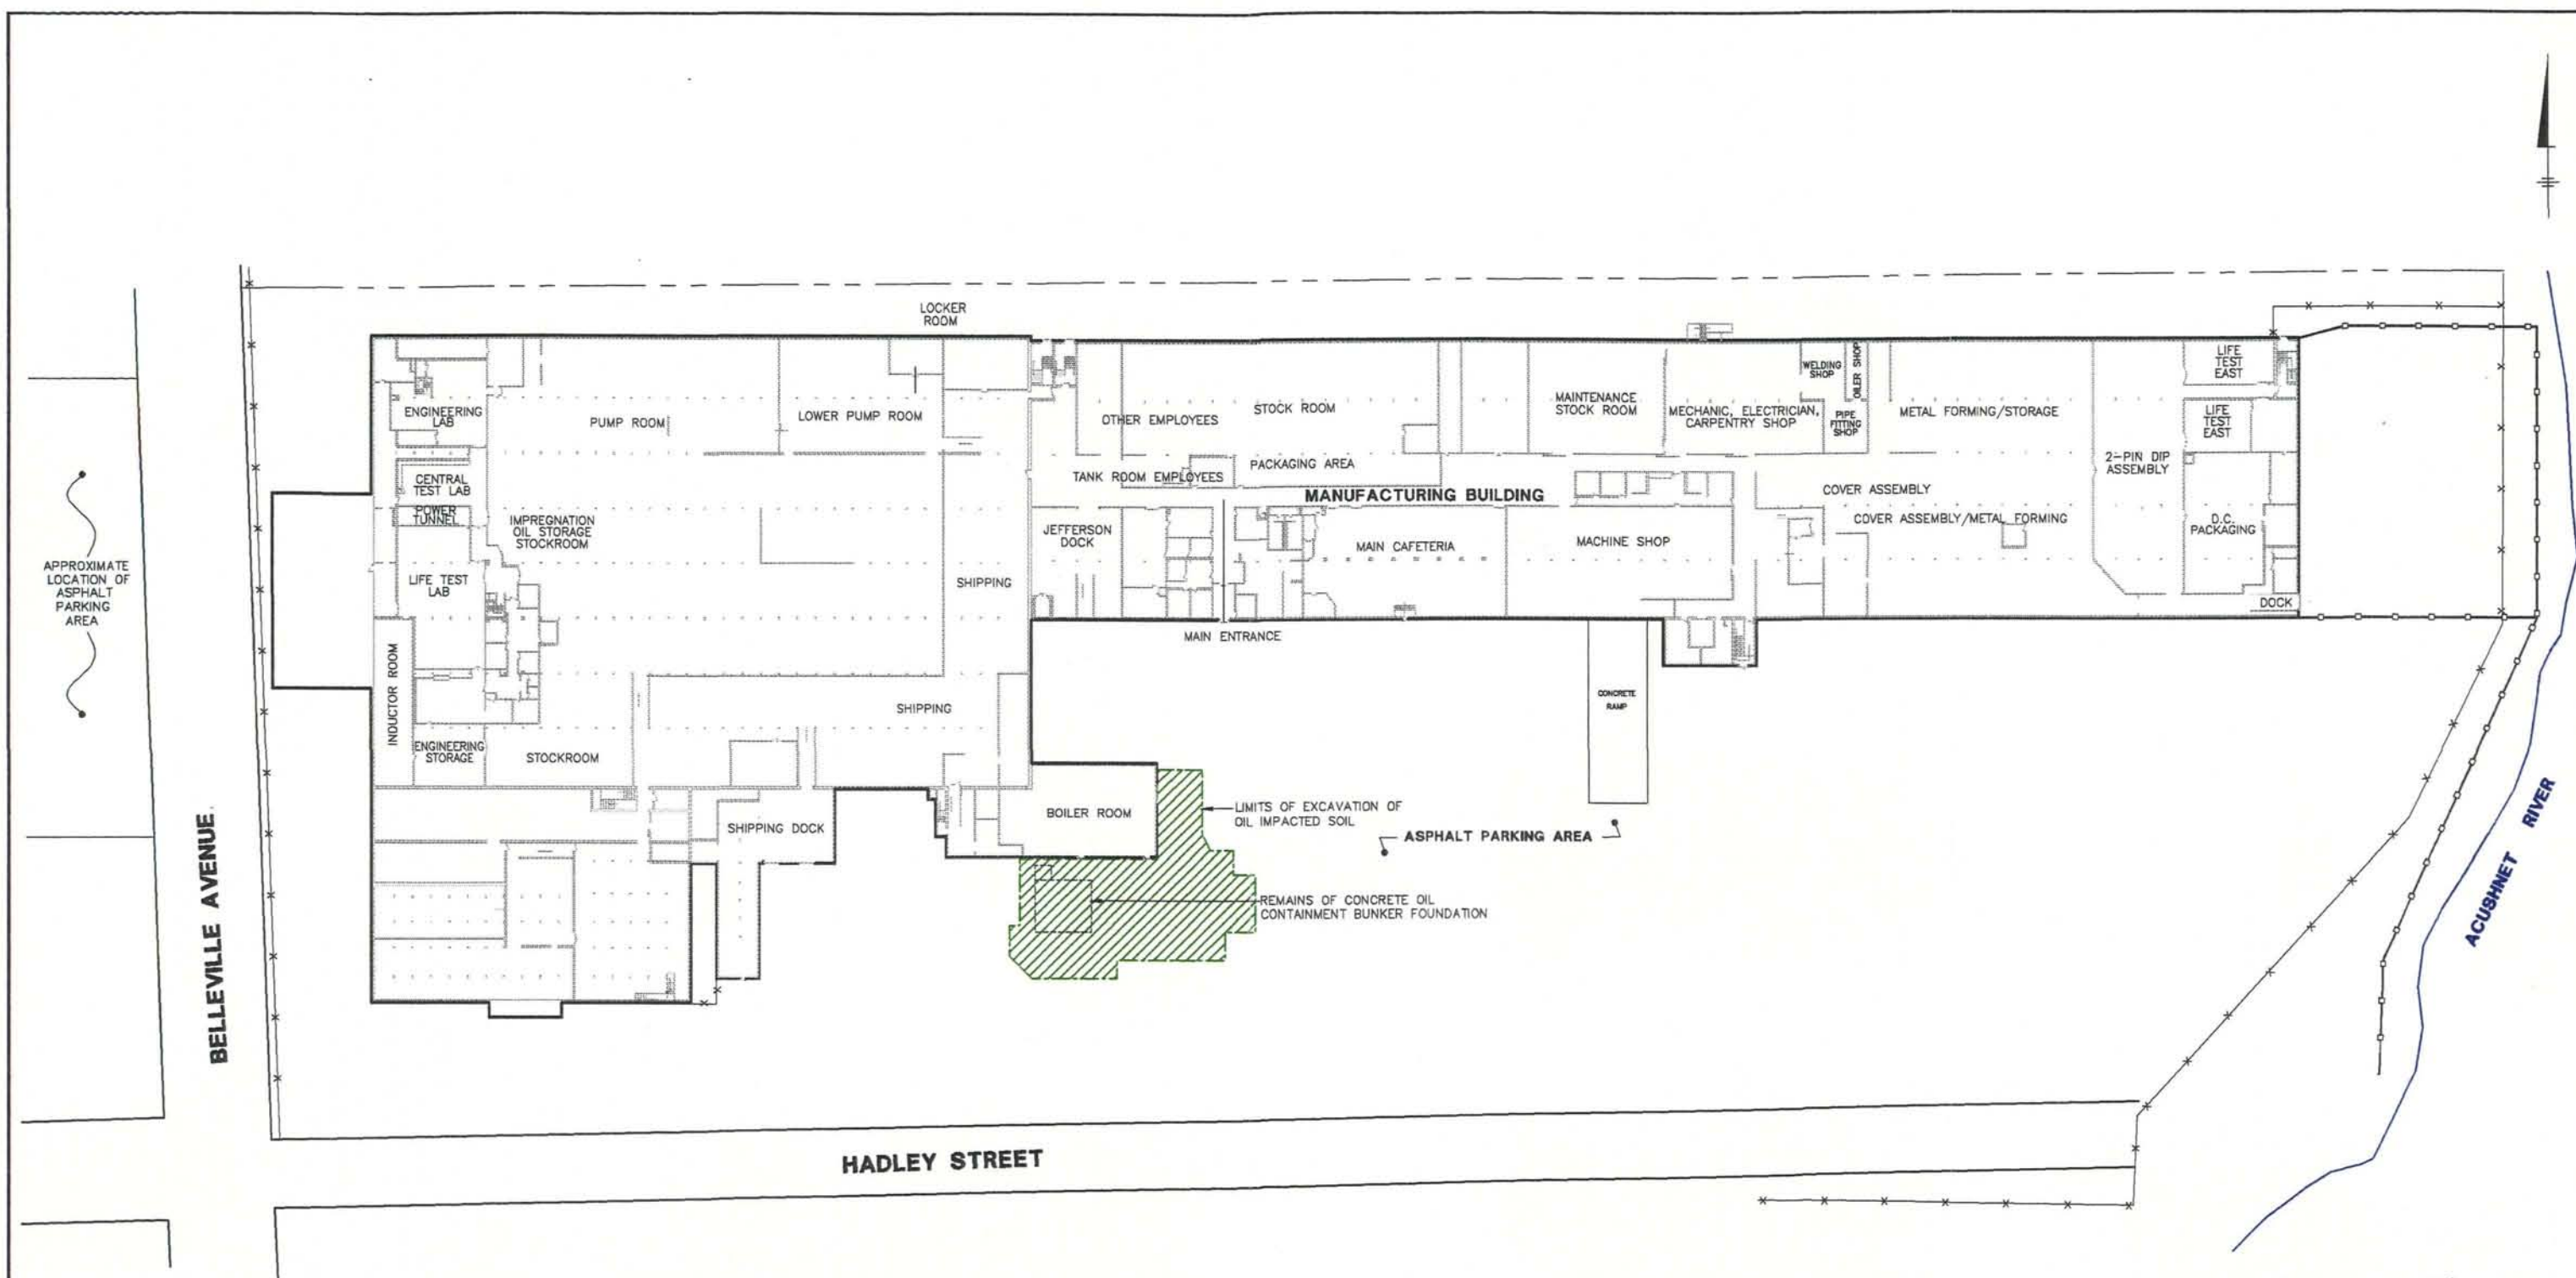 LOCKER
ROOM
ENGINEERING
LAB
PUMP ROOM
LOWER PUMP ROOM
OTHER EMPLOYEES
STOCK ROOM
MAINTENANCE
STOCK ROOM
MECHANIC, ELECTRICIAN,
CARPENTRY SHOP
WELDING
SHOP
OILER SHOP
PIPE
FITTING
SHOP
METAL FORMING/STORAGE
LIFE
TEST
EAST
LIFE
TEST
EAST
CENTRAL
TEST LAB
POWER
TUNNEL
TANK ROOM EMPLOYEES
PACKAGING AREA
MANUFACTURING BUILDING
2-PIN DIP
ASSEMBLY
COVER ASSEMBLY
COVER ASSEMBLY/METAL FORMING
D.C.
PACKAGING
IMPREGNATION
OIL STORAGE
STOCKROOM
JEFFERSON
DOCK
MAIN CAFETERIA
MACHINE SHOP
APPROXIMATE
LOCATION OF
ASPHALT
PARKING
AREA
LIFE TEST
LAB
SHIPPING
DOCK
MAIN ENTRANCE
INDUCTOR ROOM
SHIPPING
CONCRETE
RAMP
ENGINEERING
STORAGE
STOCKROOM
SHIPPING DOCK
BOILER ROOM
LIMITS OF EXCAVATION OF
OIL IMPACTED SOIL
ASPHALT PARKING AREA
REMAINS OF CONCRETE OIL
CONTAINMENT BUNKER FOUNDATION
BELLEVILLE AVENUE
ACUSHNET RIVER
HADLEY STREET